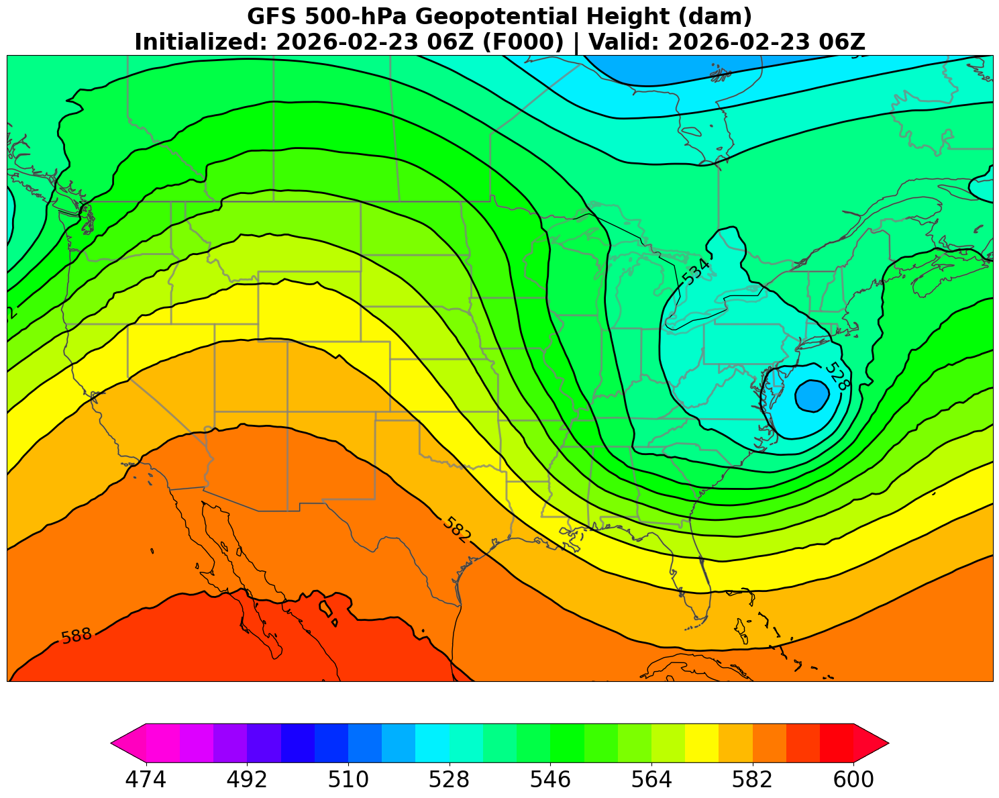 GFS 500-hPa Geopotential Height (dam)
Initialized: 2026-02-23 06Z (F000) | Valid: 2026-02-23 06Z
534
528
582
588
474 492 510 528 546 564 582 600